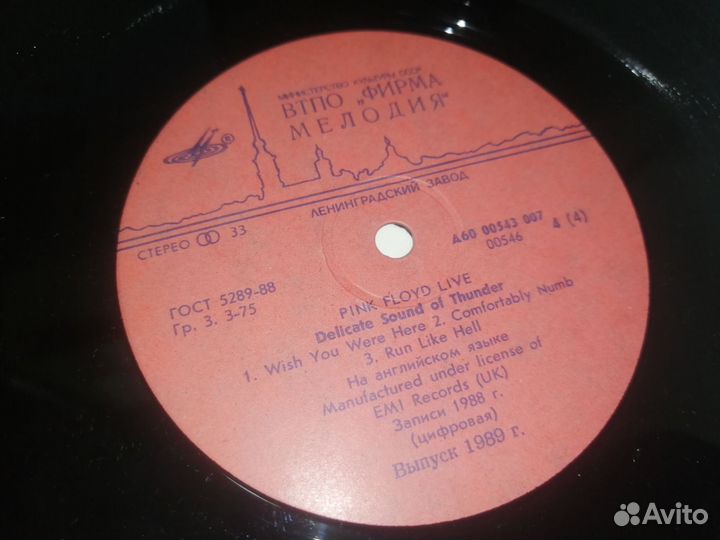 МИНИСТЕРСТВО КУЛЬТУРЫ СССР
ВТПО „ФИРМА
МЕЛОДИЯ“
®
ЛЕНИНГРАДСКИЙ ЗАВОД
СТЕРЕО 33
А60 00543 007 4 (4)
00546
ГОСТ 5289-88
Гр. 3. 3-75
PINK FLOYD LIVE
Delicate Sound of Thunder
1. Wish You Were Here 2. Comfortably Numb
3. Run Like Hell
На английском языке
Manufactured under license of
EMI Records (UK)
Записи 1988 г.
(цифровая)
Выпуск 1989 г.
Avito